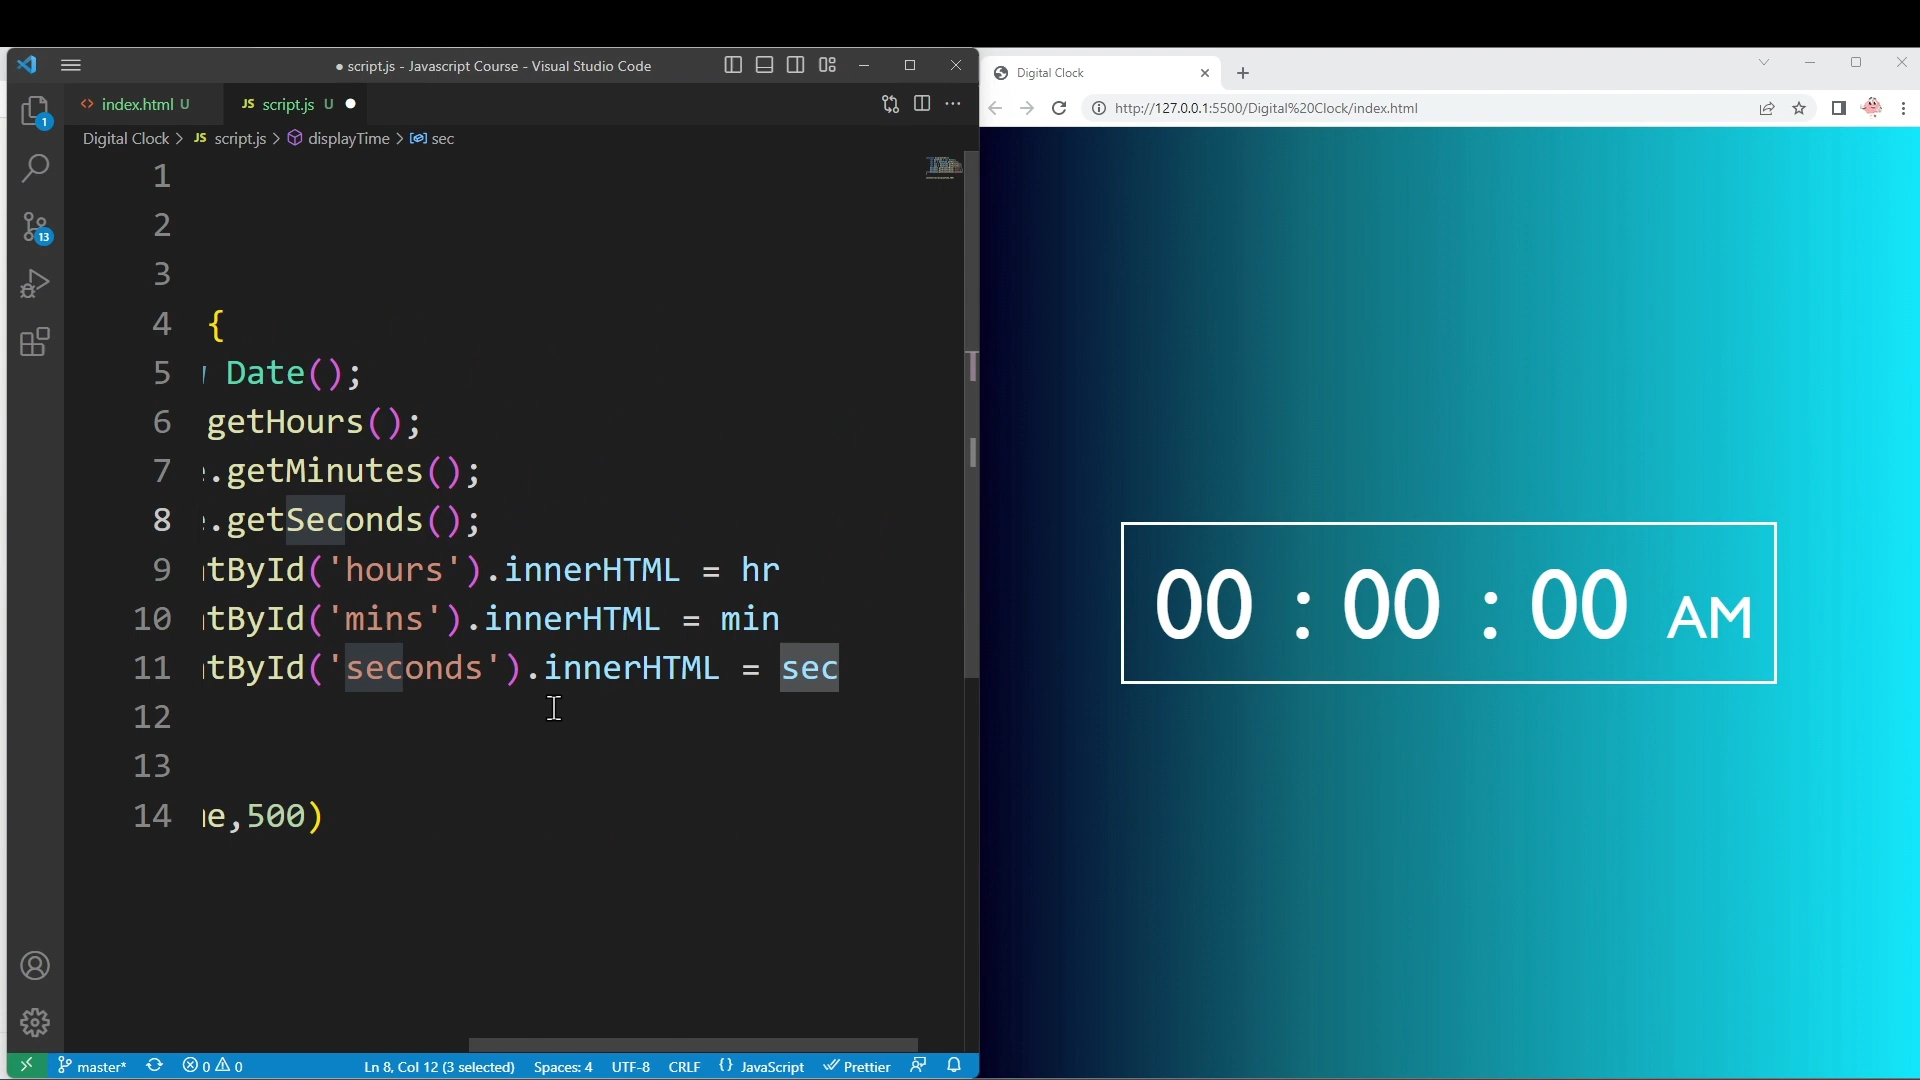 script.js - Javascript Course - Visual Studio Code
index.html U
JS script.js U
Digital Clock > JS script.js > displayTime > sec
1
2
3
4 {
5 Date();
6 getHours();
7 .getMinutes();
8 .getSeconds();
9 tById('hours').innerHTML = hr
10 tById('mins').innerHTML = min
11 tById('seconds').innerHTML = sec
12
13
14 e,500)
1
13
master*
0 0
Ln 8, Col 12 (3 selected)
Spaces: 4
UTF-8
CRLF
{} JavaScript
Prettier
Digital Clock
http://127.0.0.1:5500/Digital%20Clock/index.html
00 : 00 : 00 AM